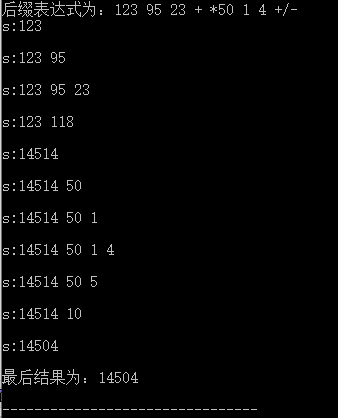 后缀表达式为：123 95 23 + *50 1 4 +/-
s:123
s:123 95
s:123 95 23
s:123 118
s:14514
s:14514 50
s:14514 50 1
s:14514 50 1 4
s:14514 50 5
s:14514 10
s:14504
最后结果为：14504
--------------------------------